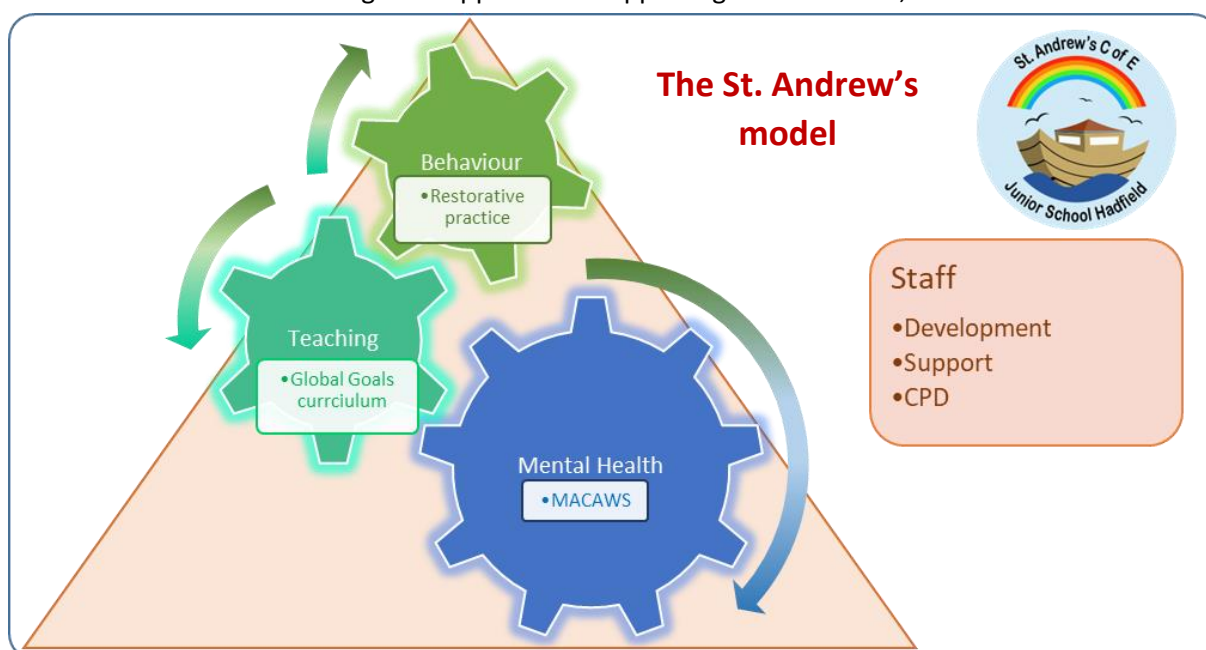 The St. Andrew's
model
St. Andrew's C of E
Junior School Hadfield
Behaviour
•Restorative
practice
Teaching
•Global Goals
currciulum
Mental Health
•MACAWS
Staff
•Development
•Support
•CPD